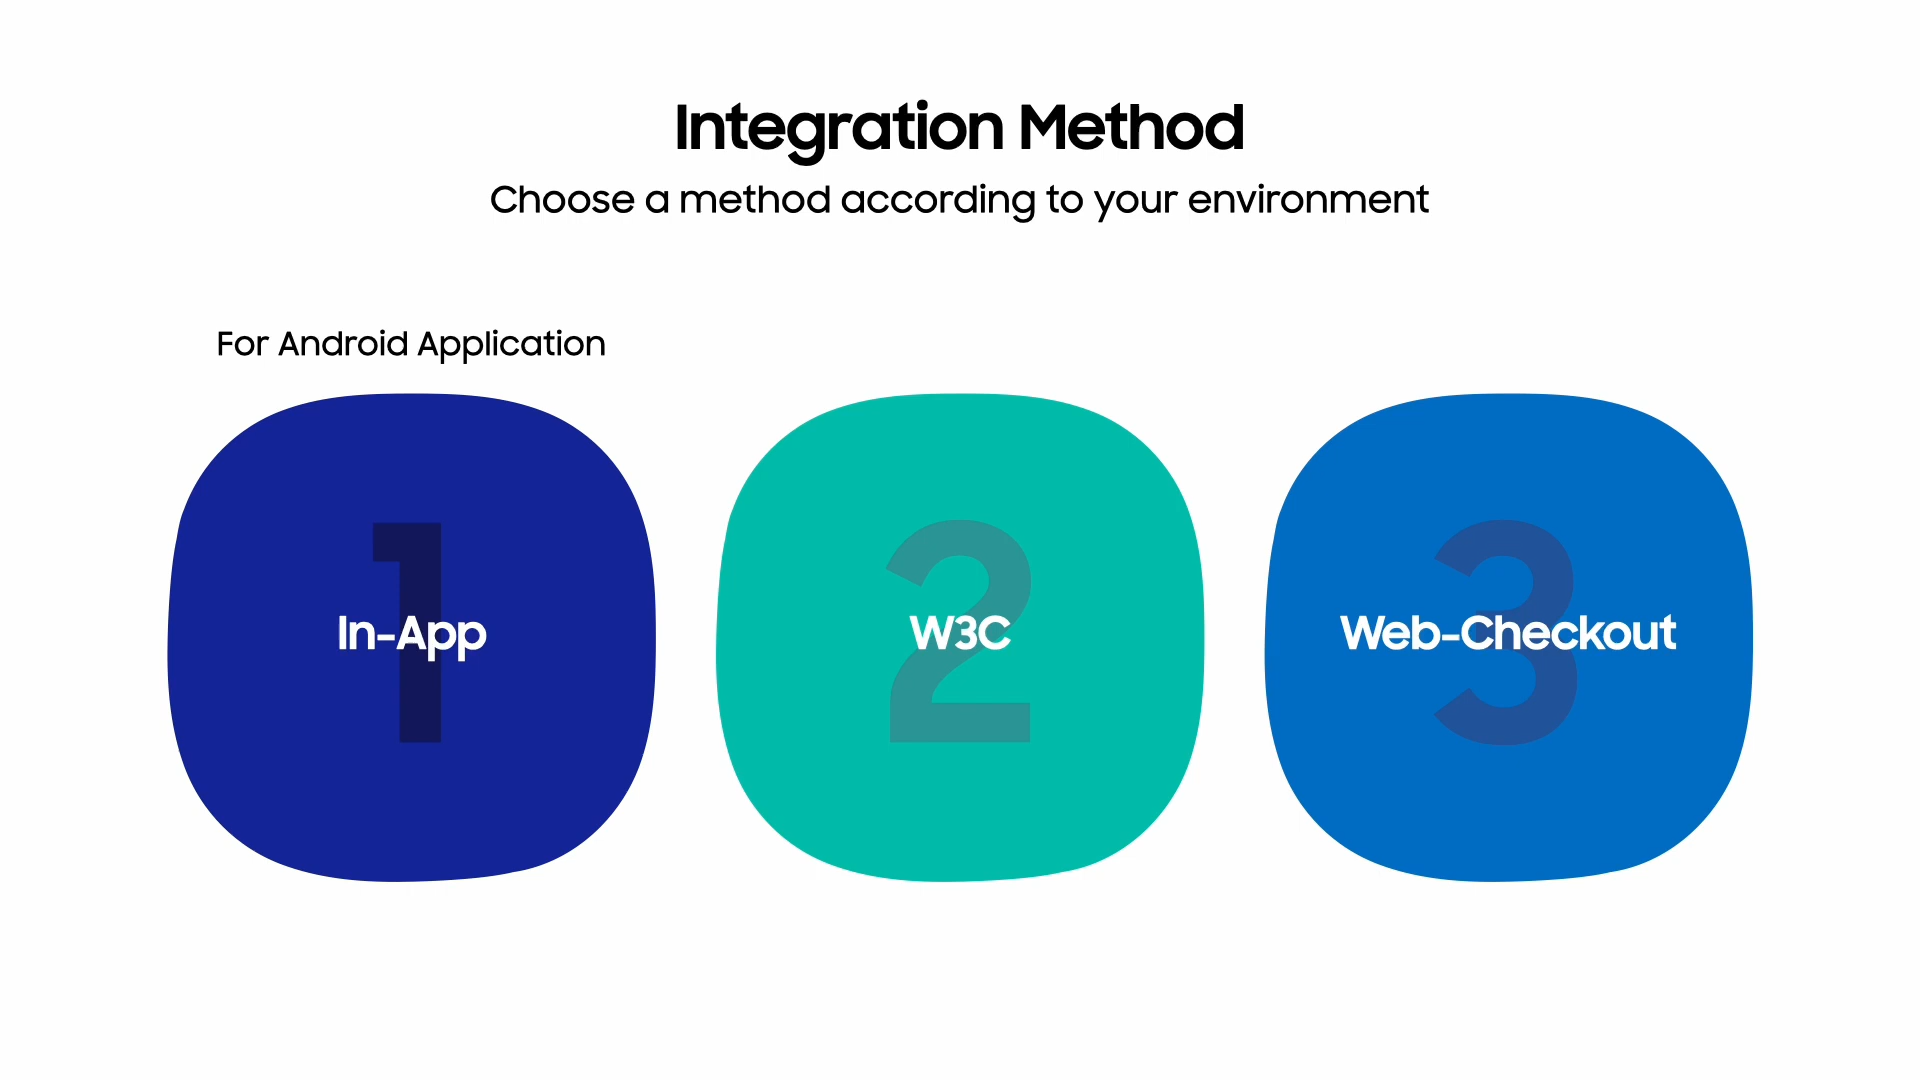 Integration Method
Choose a method according to your environment
For Android Application
1
In-App
2
W3C
3
Web-Checkout